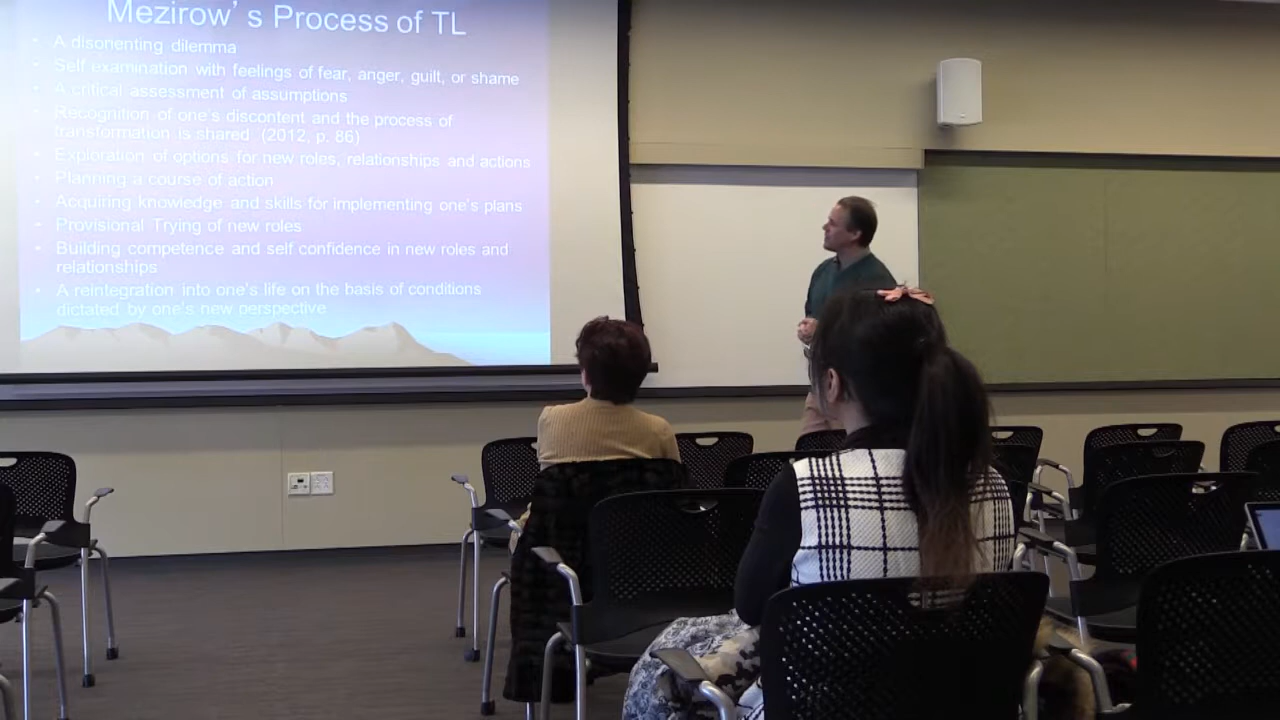 Mezirow's Process of TL
• A disorienting dilemma
• Self examination with feelings of fear, anger, guilt, or shame
• A critical assessment of assumptions
• Recognition of one's discontent and the process of
transformation is shared (2012, p. 86)
• Exploration of options for new roles, relationships and actions
• Planning a course of action
• Acquiring knowledge and skills for implementing one's plans
• Provisional Trying of new roles
• Building competence and self confidence in new roles and
relationships
• A reintegration into one's life on the basis of conditions
dictated by one's new perspective